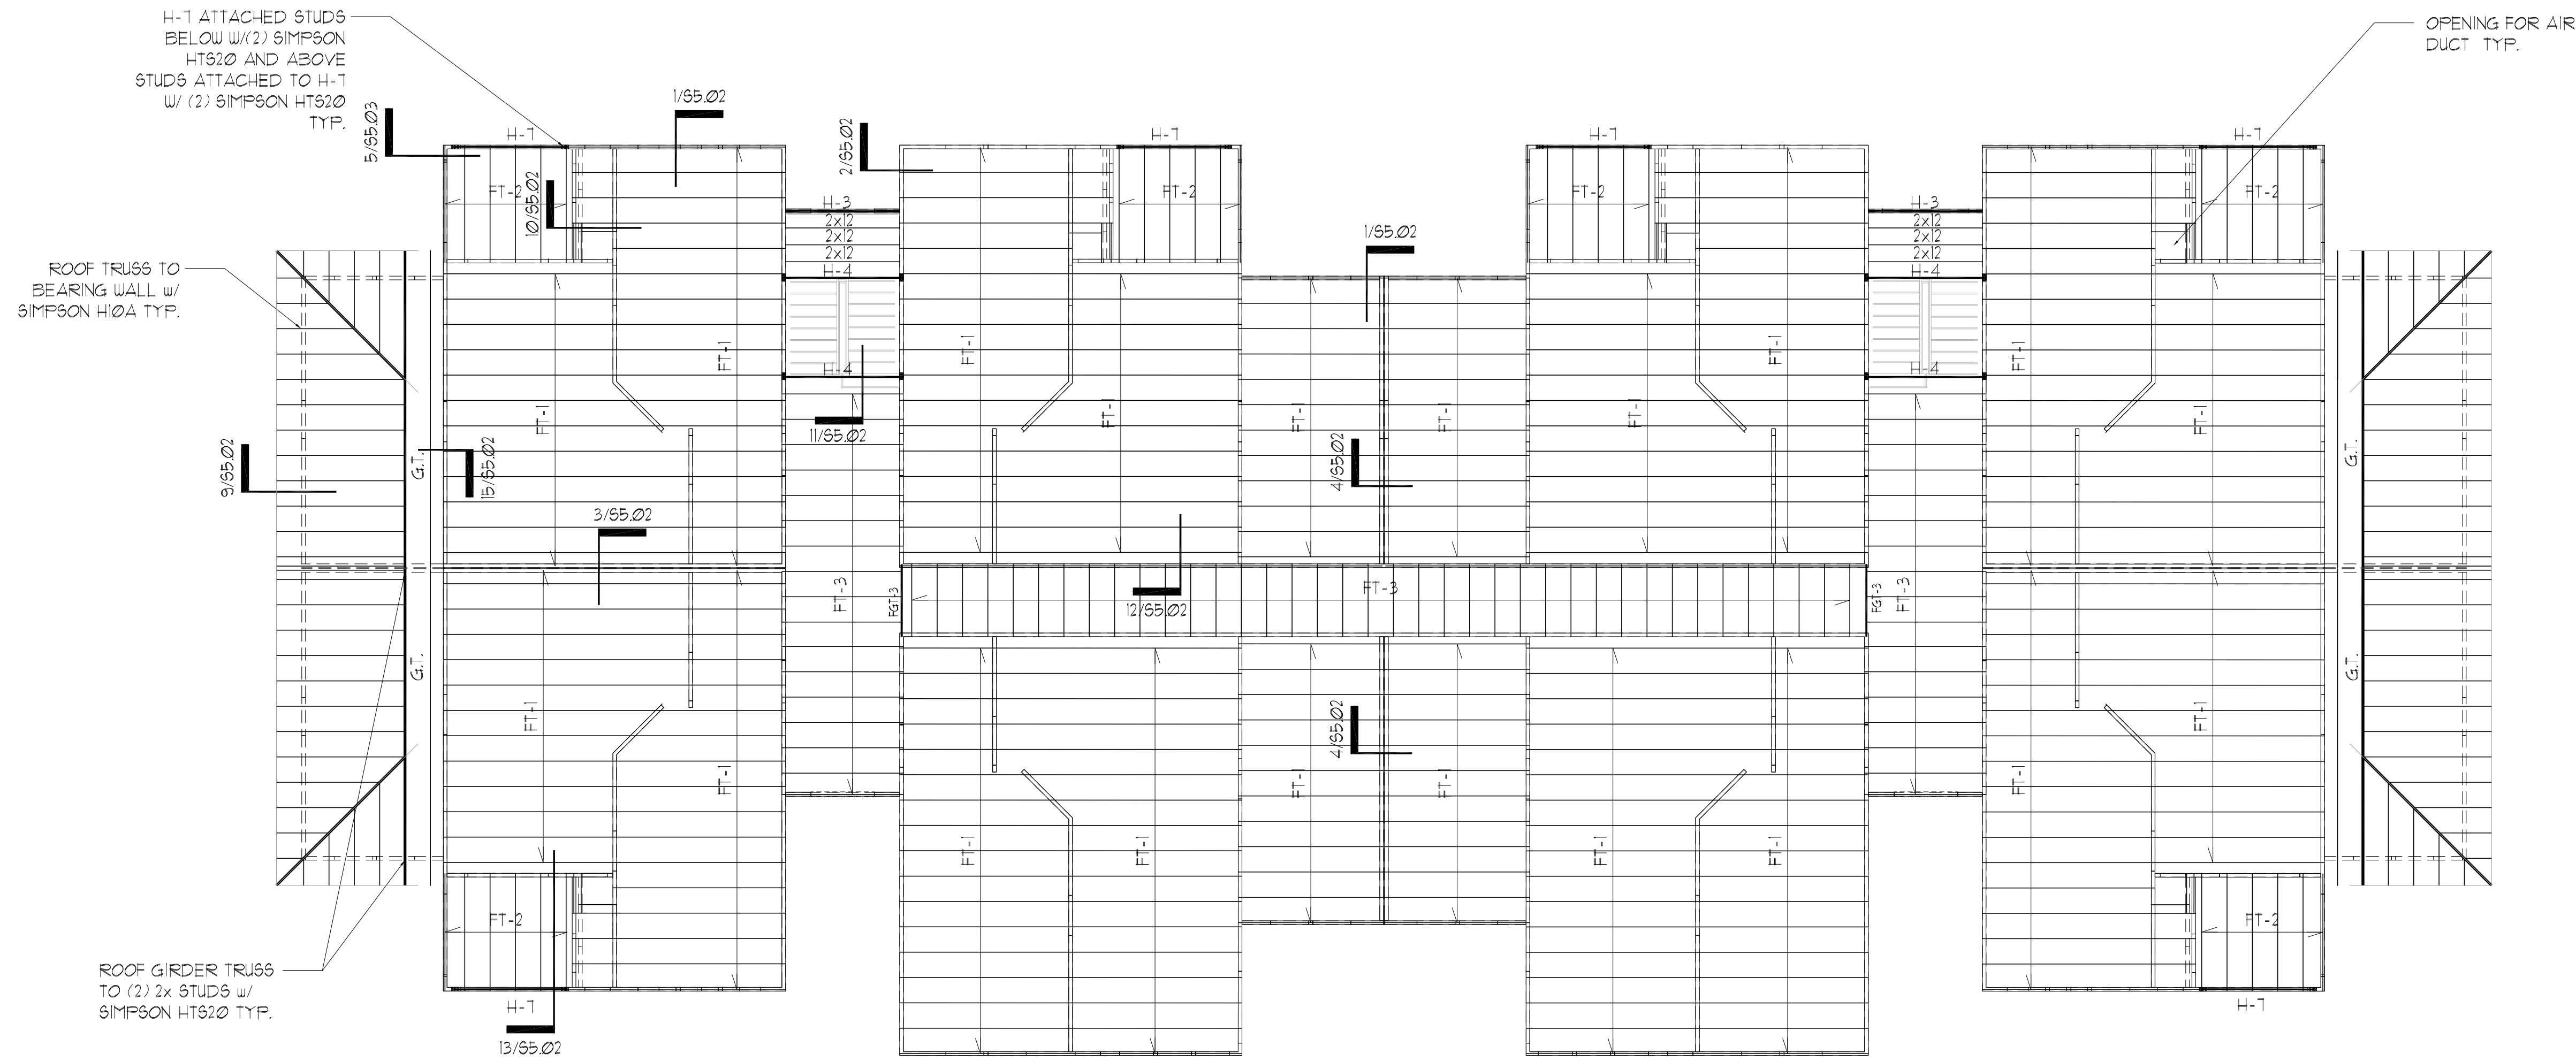 H-7 ATTACHED STUDS
BELOW W/(2) SIMPSON
HTS20 AND ABOVE
STUDS ATTACHED TO H-7
W/ (2) SIMPSON HTS20
TYP.
OPENING FOR AIR
DUCT TYP.
5/S5.03
1/S5.02
2/S5.02
H-7
H-7
H-7
H-7
FT-2
10/S5.02
FT-2
FT-2
FT-2
H-3
2x12
2x12
2x12
H-4
H-3
2x12
2x12
2x12
H-4
1/S5.02
ROOF TRUSS TO
BEARING WALL w/
SIMPSON H10A TYP.
FT-1
FT-1
FT-1
FT-1
H-4
H-4
FT-1
FT-1
FT-1
FT-1
FT-1
FT-1
11/S5.02
9/S5.02
G.T.
15/S5.02
4/S5.02
G.T.
3/S5.02
FT-3
FGT-3
FT-3
12/S5.02
FGT-3
FT-3
G.T.
G.T.
FT-1
FT-1
FT-1
FT-1
FT-1
FT-1
4/S5.02
FT-1
FT-1
FT-1
FT-1
FT-2
FT-2
ROOF GIRDER TRUSS
TO (2) 2x STUDS w/
SIMPSON HTS20 TYP.
H-7
H-7
13/S5.02